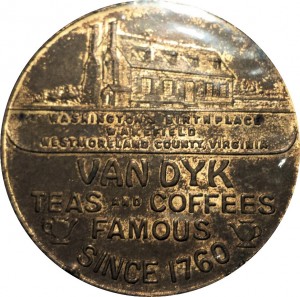 WASHINGTON'S BIRTHPLACE
WAKEFIELD
WESTMORELAND COUNTY, VIRGINIA
VAN DYK
TEAS AND COFFEES
FAMOUS
SINCE 1760